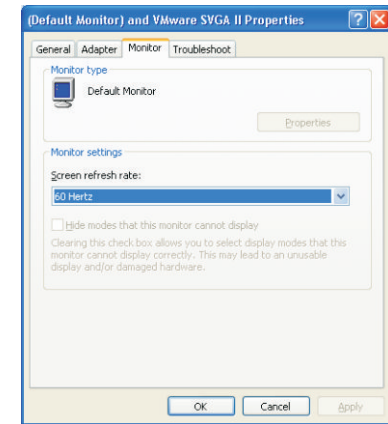 (Default Monitor) and VMware SVGA II Properties
General Adapter Monitor Troubleshoot
Monitor type
Default Monitor
Properties
Monitor settings
Screen refresh rate:
60 Hertz
Hide modes that this monitor cannot display
Clearing this check box allows you to select display modes that this
monitor cannot display correctly. This may lead to an unusable
display and/or damaged hardware.
OK Cancel Apply